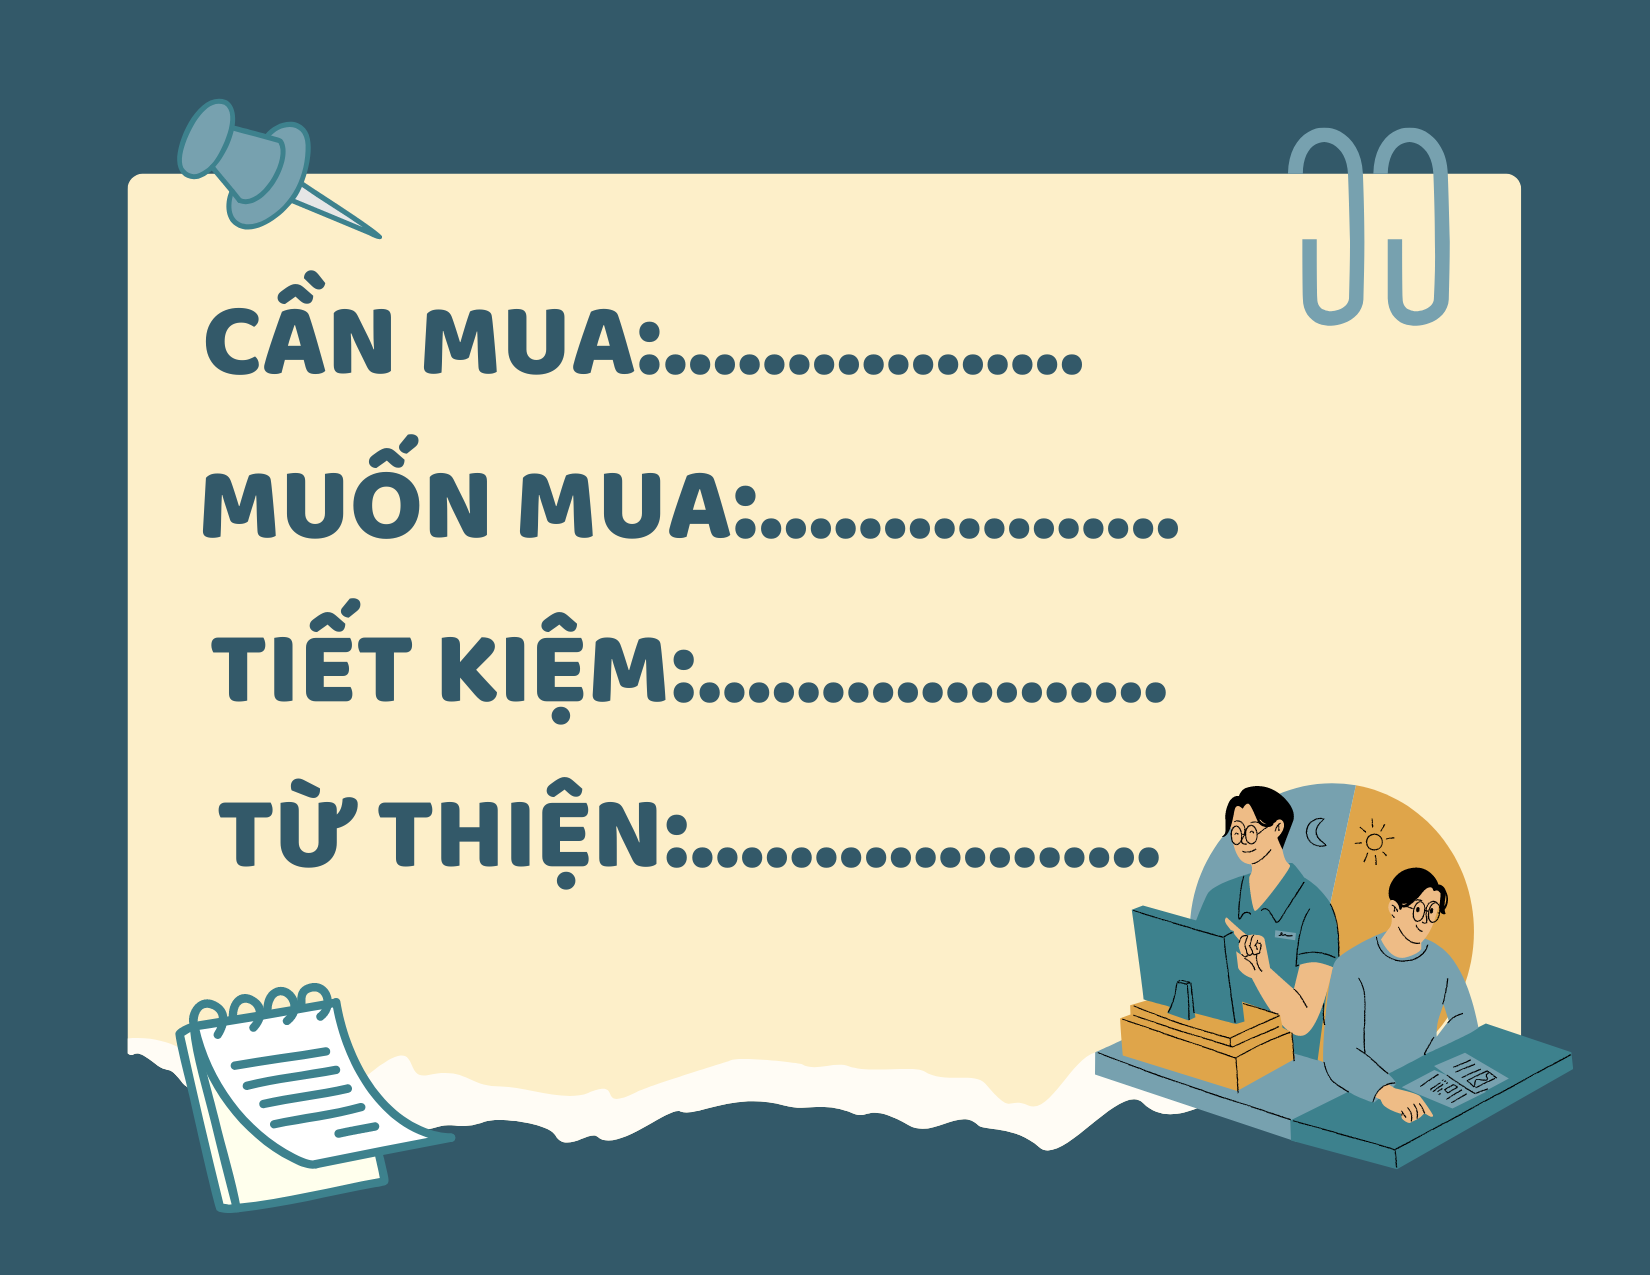 CẦN MUA:.................
MUỐN MUA:.................
TIẾT KIỆM:...................
TỪ THIỆN:...................